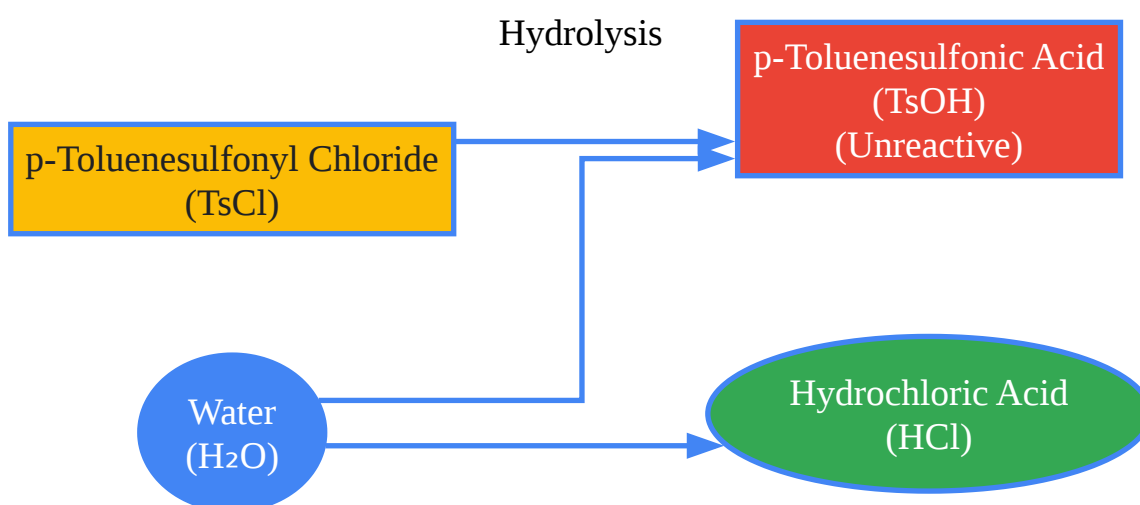 Hydrolysis
p-Toluenesulfonic Acid
(TsOH)
(Unreactive)
p-Toluenesulfonyl Chloride
(TsCl)
Water
(H₂O)
Hydrochloric Acid
(HCl)